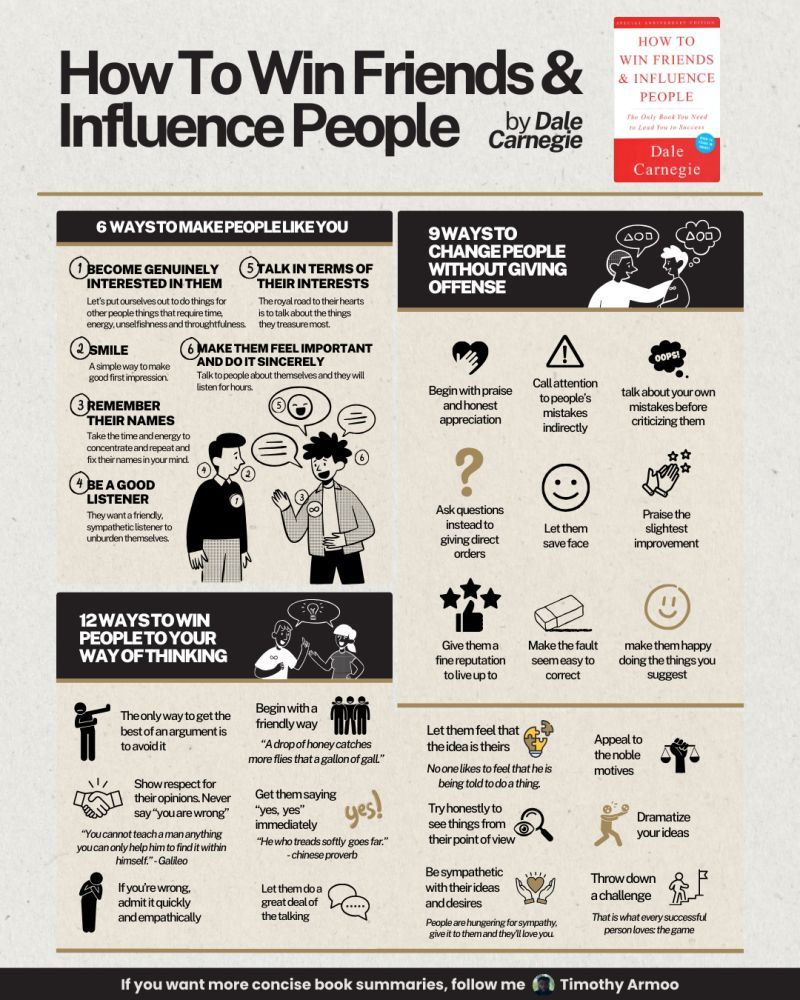 How To Win Friends &
Influence People
by Dale
Carnegie
SPECIAL ANNIVERSARY EDITION
HOW TO
WIN FRIENDS
& INFLUENCE
PEOPLE
The Only Book You Need
to Lead You to Success
Dale
Carnegie
6 WAYS TO MAKE PEOPLE LIKE YOU
1 BECOME GENUINELY
INTERESTED IN THEM
Let's put ourselves out to do things for
other people things that require time,
energy, unselfishness and throughtfulness.
2 SMILE
A simple way to make
good first impression.
3 REMEMBER
THEIR NAMES
Take the time and energy to
concentrate and repeat and
fix their names in your mind.
4 BE A GOOD
LISTENER
They want a friendly,
sympathetic listener to
unburden themselves.
5 TALK IN TERMS OF
THEIR INTERESTS
The royal road to their hearts
is to talk about the things
they treasure most.
6 MAKE THEM FEEL IMPORTANT
AND DO IT SINCERELY
Talk to people about themselves and they will
listen for hours.
5
4
2
1
3
6
9 WAYS TO
CHANGE PEOPLE
WITHOUT GIVING
OFFENSE
Begin with praise
and honest
appreciation
Call attention
to people's
mistakes
indirectly
OOPS!
talk about your own
mistakes before
criticizing them
?
Ask questions
instead to
giving direct
orders
Let them
save face
Praise the
slightest
improvement
Give them a
fine reputation
to live up to
Make the fault
seem easy to
correct
make them happy
doing the things you
suggest
12 WAYS TO WIN
PEOPLE TO YOUR
WAY OF THINKING
The only way to get the
best of an argument is
to avoid it
Begin with a
friendly way
"A drop of honey catches
more flies that a gallon of gall."
Show respect for
their opinions. Never
say "you are wrong"
"You cannot teach a man anything
you can only help him to find it within
himself." - Galileo
Get them saying
"yes, yes"
immediately
yes!
"He who treads softly goes far."
- chinese proverb
If you're wrong,
admit it quickly
and empathically
Let them do a
great deal of
the talking
Let them feel that
the idea is theirs
No one likes to feel that he is
being told to do a thing.
Appeal to
the noble
motives
Try honestly to
see things from
their point of view
Dramatize
your ideas
Be sympathetic
with their ideas
and desires
People are hungering for sympathy,
give it to them and they'll love you.
Throw down
a challenge
That is what every successful
person loves: the game
If you want more concise book summaries, follow me Timothy Armoo